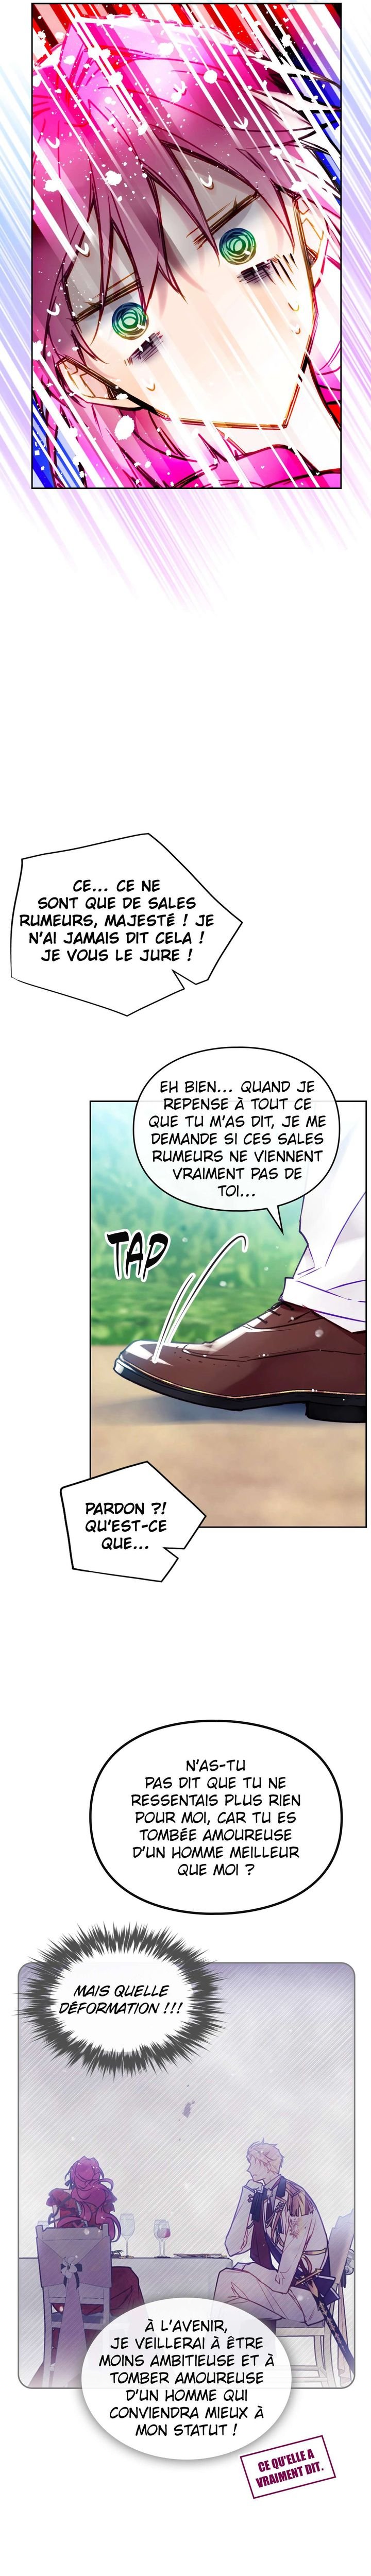 CE... CE NE
SONT QUE DE SALES
RUMEURS, MAJESTÉ ! JE
N'AI JAMAIS DIT CELA !
JE VOUS LE JURE !
EH BIEN... QUAND JE
REPENSE À TOUT CE
QUE TU M'AS DIT, JE ME
DEMANDE SI CES SALES
RUMEURS NE VIENNENT
VRAIMENT PAS DE
TOI...
TAP
PARDON ?!
QU'EST-CE
QUE...
N'AS-TU
PAS DIT QUE TU NE
RESSENTAIS PLUS RIEN
POUR MOI, CAR TU ES
TOMBÉE AMOUREUSE
D'UN HOMME MEILLEUR
QUE MOI ?
MAIS QUELLE
DÉFORMATION !!!
À L'AVENIR,
JE VEILLERAI À ÊTRE
MOINS AMBITIEUSE ET À
TOMBER AMOUREUSE
D'UN HOMME QUI
CONVIENDRA MIEUX À
MON STATUT !
CE QU'ELLE A
VRAIMENT DIT.